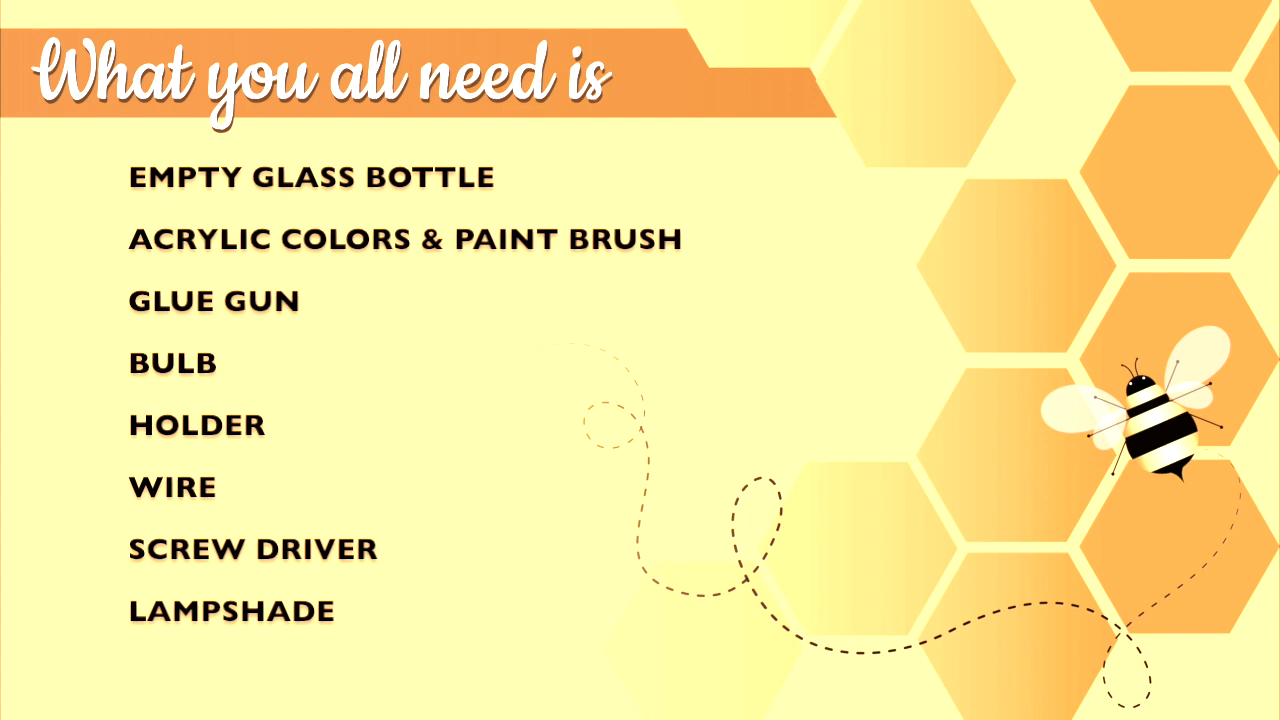 What you all need is
EMPTY GLASS BOTTLE
ACRYLIC COLORS & PAINT BRUSH
GLUE GUN
BULB
HOLDER
WIRE
SCREW DRIVER
LAMPSHADE